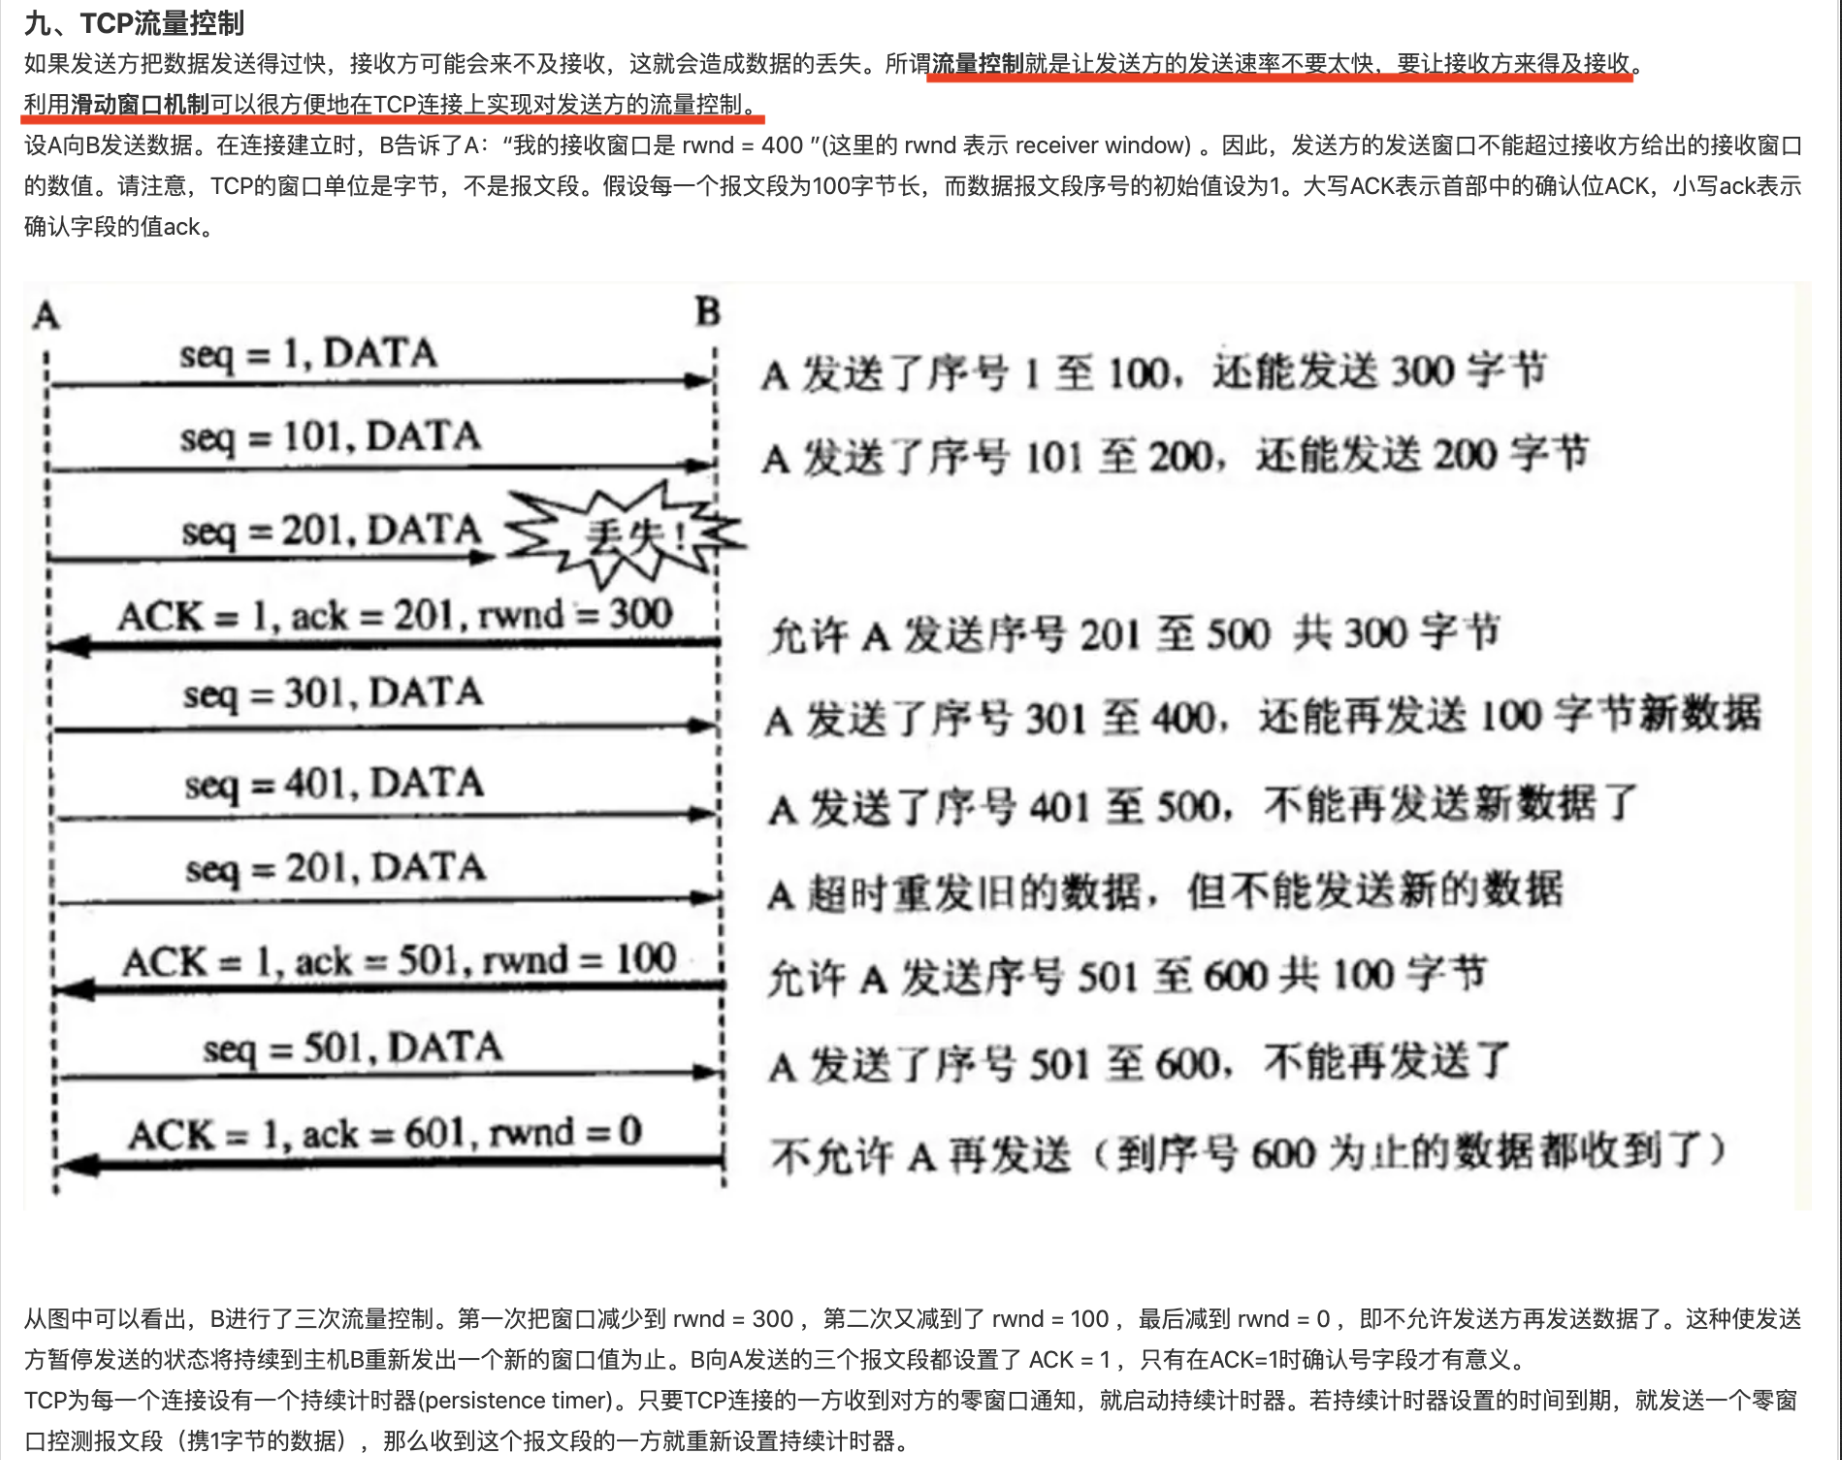 九、TCP流量控制
如果发送方把数据发送得过快，接收方可能会来不及接收，这就会造成数据的丢失。所谓流量控制就是让发送方的发送速率不要太快，要让接收方来得及接收。
利用滑动窗口机制可以很方便地在TCP连接上实现对发送方的流量控制。
设A向B发送数据。在连接建立时，B告诉了A：“我的接收窗口是 rwnd = 400 ”(这里的 rwnd 表示 receiver window) 。因此，发送方的发送窗口不能超过接收方给出的接收窗口
的数值。请注意，TCP的窗口单位是字节，不是报文段。假设每一个报文段为100字节长，而数据报文段序号的初始值设为1。大写ACK表示首部中的确认位ACK，小写ack表示
确认字段的值ack。
A B
seq = 1, DATA A 发送了序号 1 至 100，还能发送 300 字节
seq = 101, DATA A 发送了序号 101 至 200，还能发送 200 字节
seq = 201, DATA 丢失！
ACK = 1, ack = 201, rwnd = 300 允许 A 发送序号 201 至 500 共 300 字节
seq = 301, DATA A 发送了序号 301 至 400，还能再发送 100 字节新数据
seq = 401, DATA A 发送了序号 401 至 500，不能再发送新数据了
seq = 201, DATA A 超时重发旧的数据，但不能发送新的数据
ACK = 1, ack = 501, rwnd = 100 允许 A 发送序号 501 至 600 共 100 字节
seq = 501, DATA A 发送了序号 501 至 600，不能再发送了
ACK = 1, ack = 601, rwnd = 0 不允许 A 再发送（到序号 600 为止的数据都收到了）
从图中可以看出，B进行了三次流量控制。第一次把窗口减少到 rwnd = 300 ，第二次又减到了 rwnd = 100 ，最后减到 rwnd = 0 ，即不允许发送方再发送数据了。这种使发送
方暂停发送的状态将持续到主机B重新发出一个新的窗口值为止。B向A发送的三个报文段都设置了 ACK = 1 ，只有在ACK=1时确认号字段才有意义。
TCP为每一个连接设有一个持续计时器(persistence timer)。只要TCP连接的一方收到对方的零窗口通知，就启动持续计时器。若持续计时器设置的时间到期，就发送一个零窗
口控测报文段（携1字节的数据），那么收到这个报文段的一方就重新设置持续计时器。